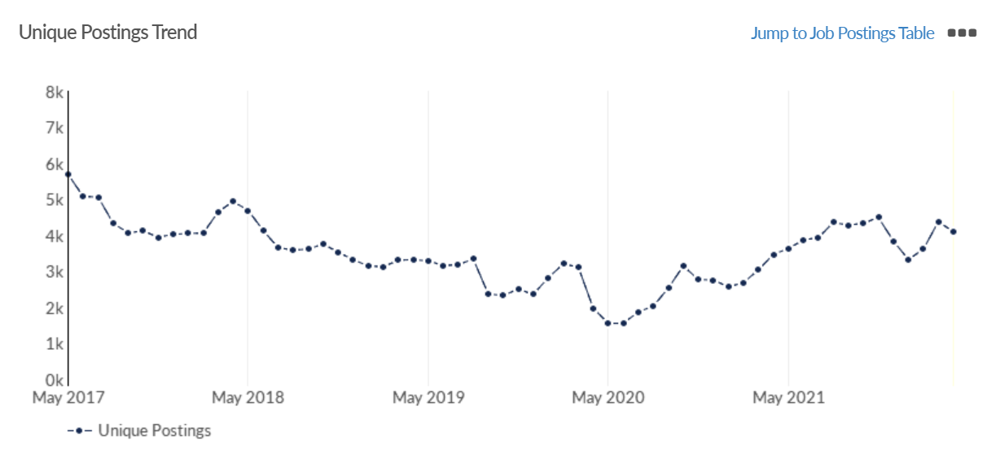 Unique Postings Trend
Jump to Job Postings Table
8k
7k
6k
5k
4k
3k
2k
1k
0k
May 2017
May 2018
May 2019
May 2020
May 2021
Unique Postings